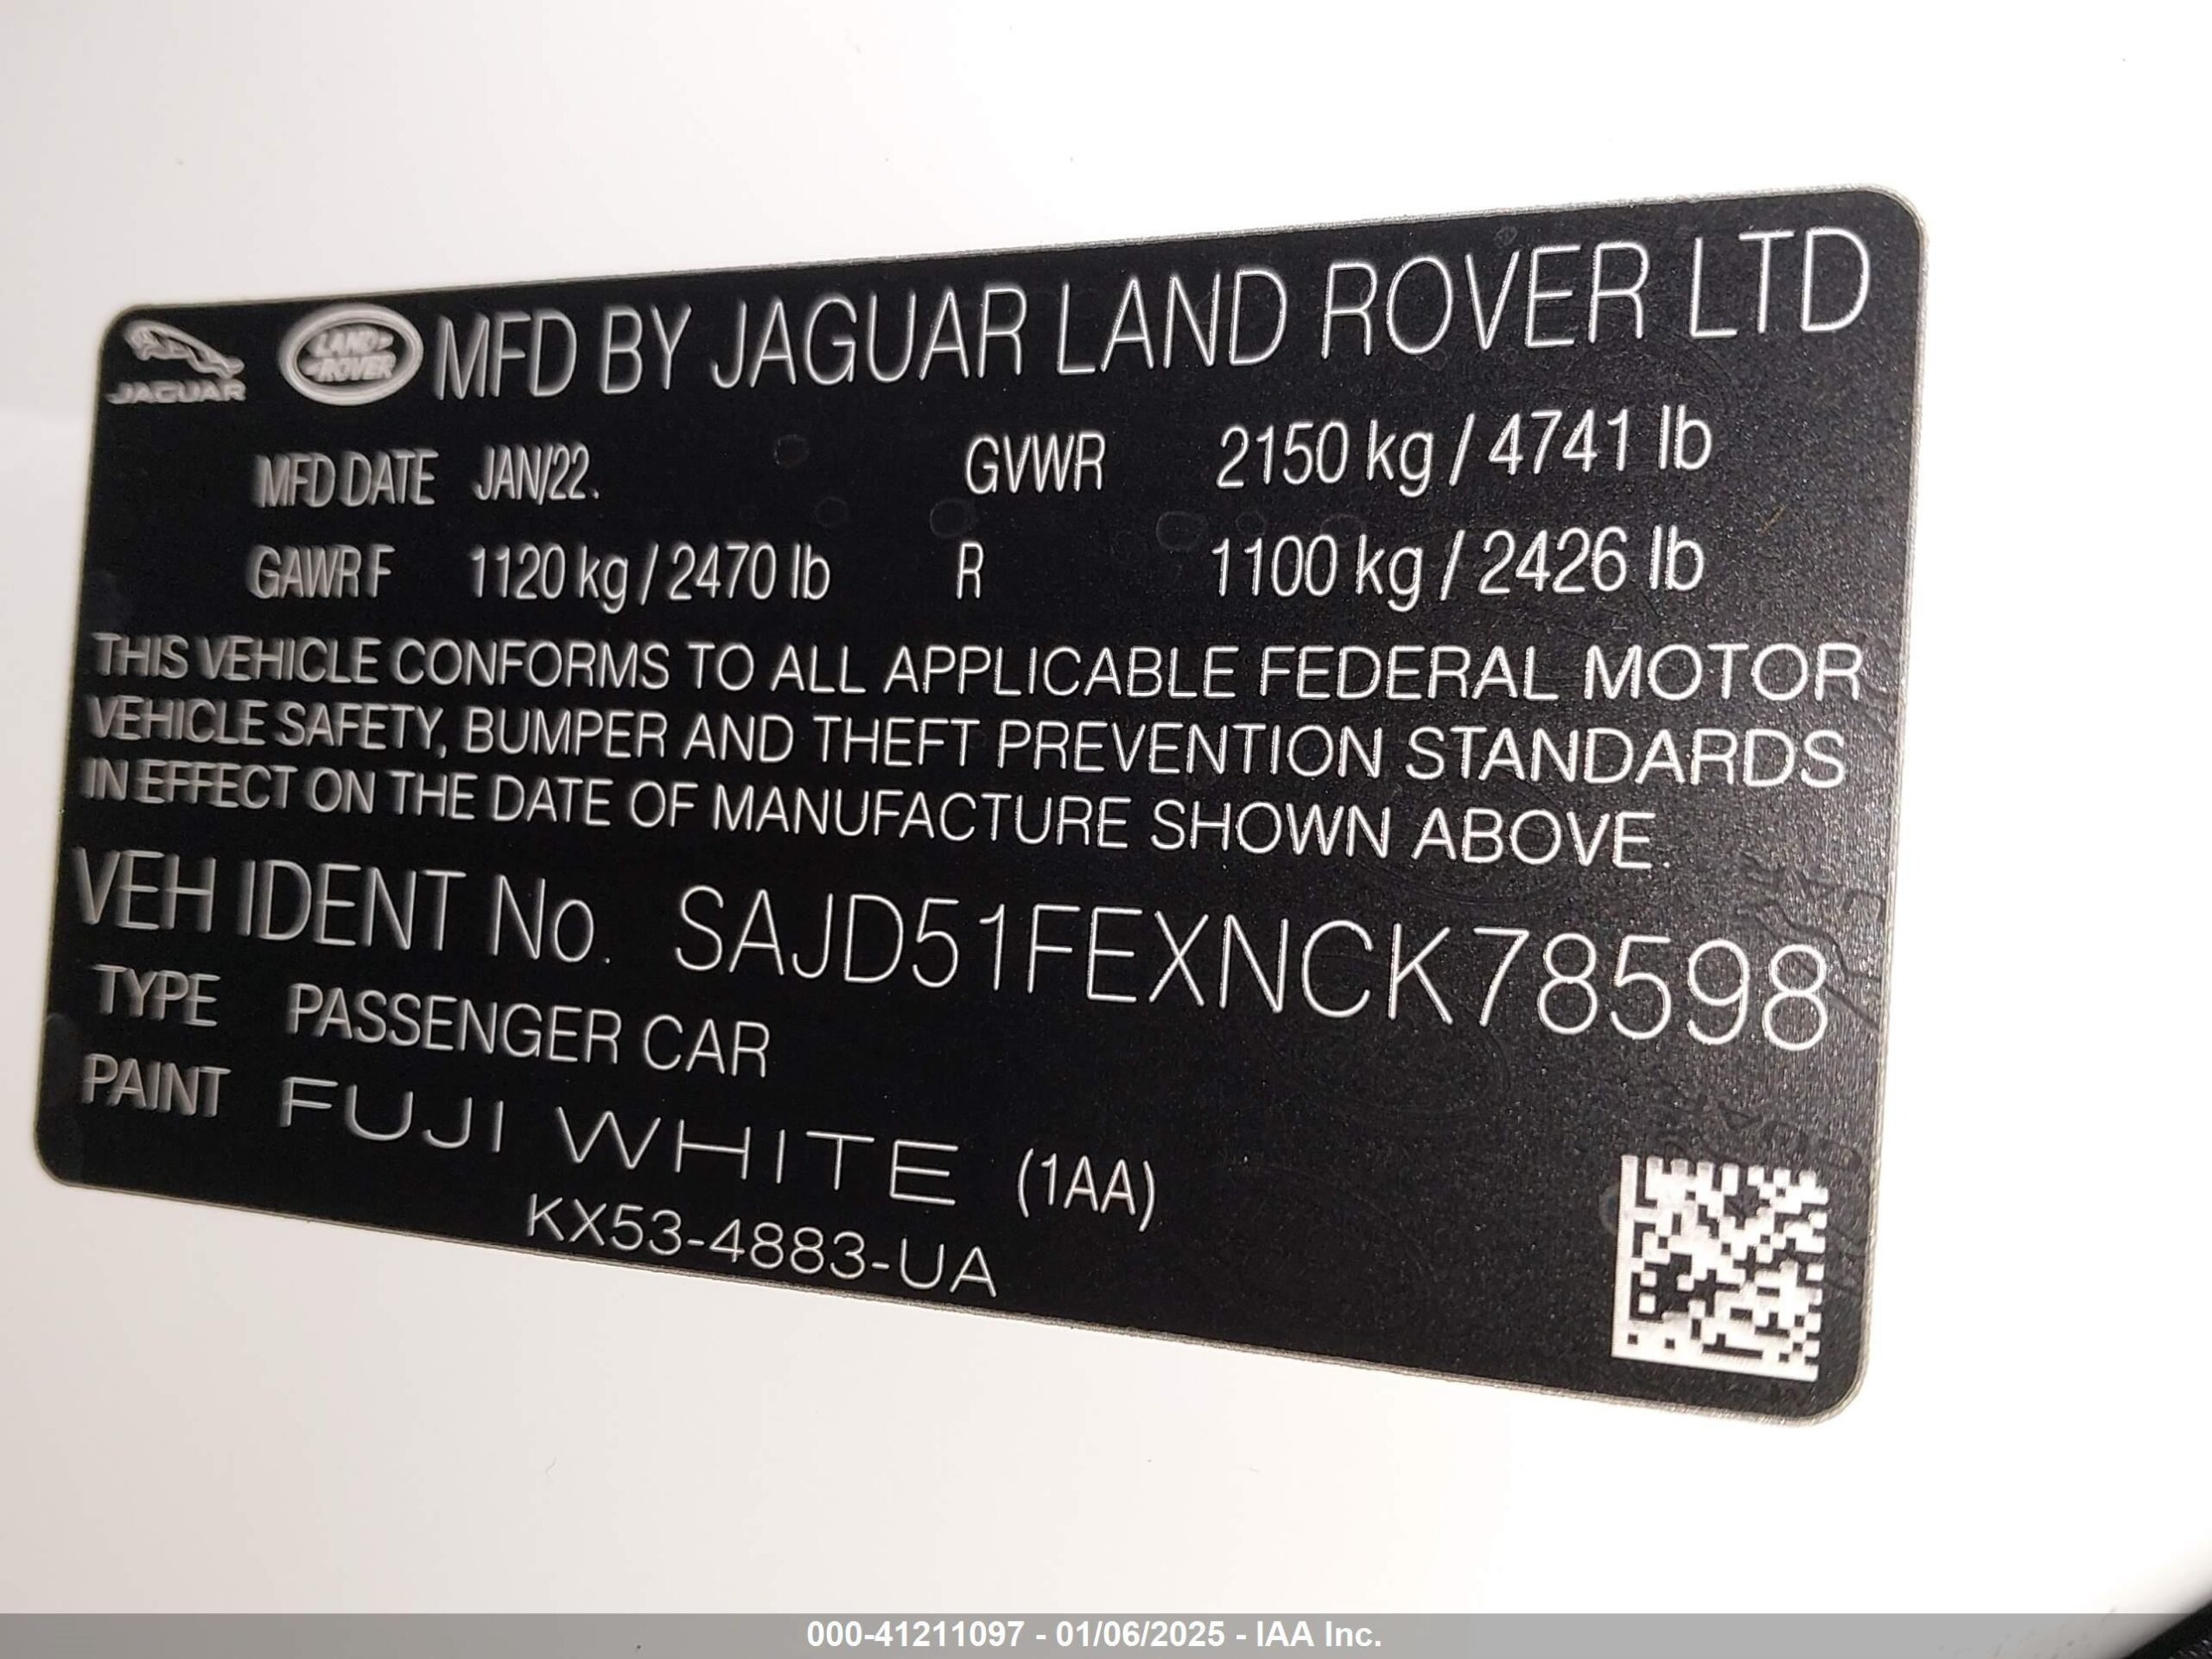 JAGUAR LAND ROVER MFD BY JAGUAR LAND ROVER LTD
MFD DATE JAN/22. GVWR 2150 kg / 4741 lb
GAWR F 1120 kg / 2470 lb R 1100 kg / 2426 lb
THIS VEHICLE CONFORMS TO ALL APPLICABLE FEDERAL MOTOR
VEHICLE SAFETY, BUMPER AND THEFT PREVENTION STANDARDS
IN EFFECT ON THE DATE OF MANUFACTURE SHOWN ABOVE.
VEH IDENT No. SAJD51FEXNCK78598
TYPE PASSENGER CAR
PAINT FUJI WHITE (1AA)
KX53-4883-UA
000-41211097 - 01/06/2025 - IAA Inc.